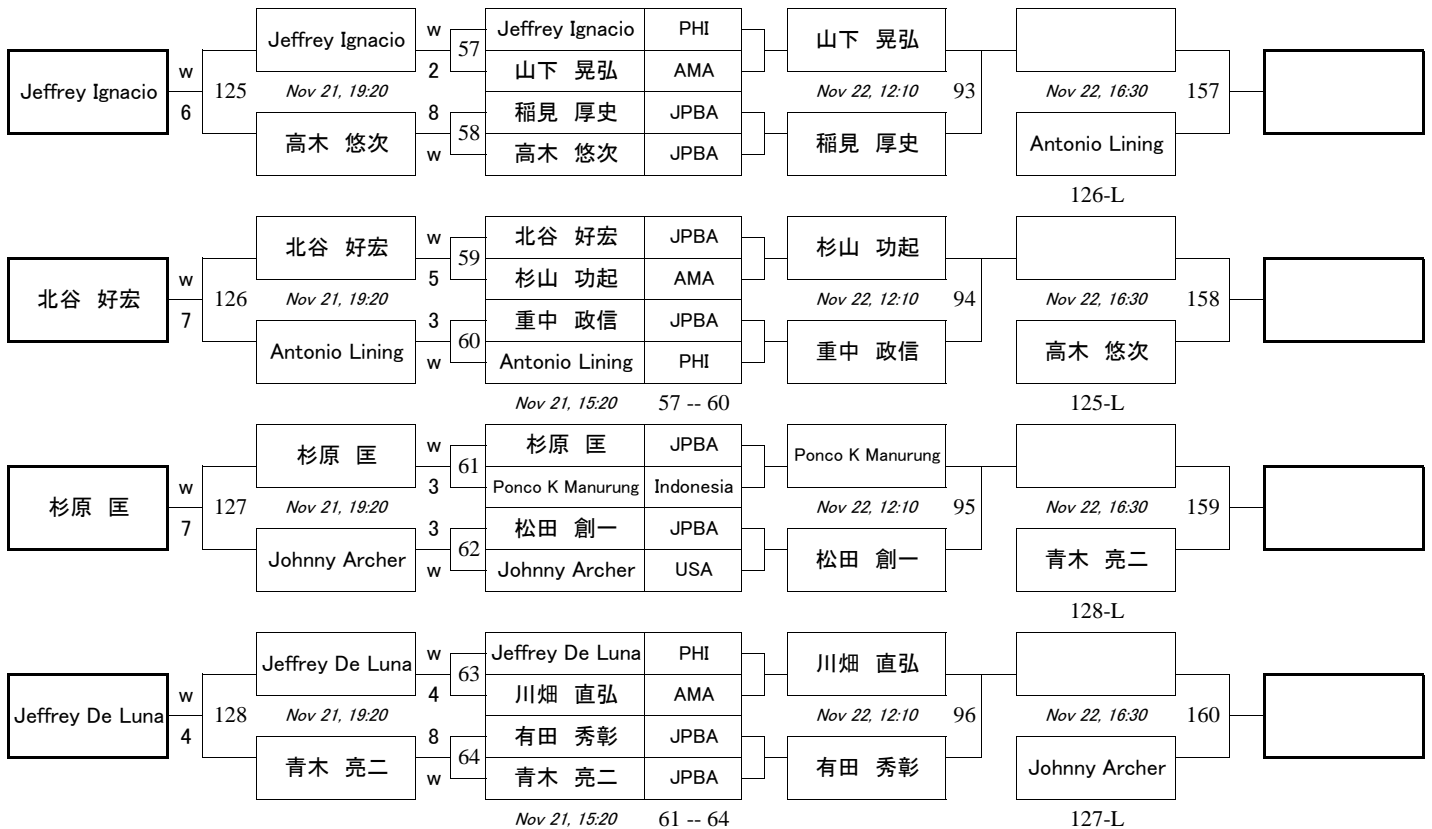 Jeffrey Ignacio W 57 Jeffrey Ignacio PHI 山下 晃弘
Jeffrey Ignacio W 6 125 Nov 21, 19:20 2 山下 晃弘 AMA Nov 22, 12:10 93 Nov 22, 16:30 157
高木 悠次 8 58 稲見 厚史 JPBA 稲見 厚史 Antonio Lining
W 高木 悠次 JPBA
126-L
北谷 好宏 W 59 北谷 好宏 JPBA 杉山 功起
北谷 好宏 W 7 126 Nov 21, 19:20 5 杉山 功起 AMA Nov 22, 12:10 94 Nov 22, 16:30 158
Antonio Lining 3 60 重中 政信 JPBA 重中 政信 高木 悠次
W Antonio Lining PHI
Nov 21, 15:20 57 -- 60 125-L
杉原 匡 W 61 杉原 匡 JPBA Ponco K Manurung
杉原 匡 W 7 127 Nov 21, 19:20 3 Ponco K Manurung Indonesia Nov 22, 12:10 95 Nov 22, 16:30 159
Johnny Archer 3 62 松田 創一 JPBA 松田 創一 青木 亮二
W Johnny Archer USA
128-L
Jeffrey De Luna W 63 Jeffrey De Luna PHI 川畑 直弘
Jeffrey De Luna W 4 128 Nov 21, 19:20 4 川畑 直弘 AMA Nov 22, 12:10 96 Nov 22, 16:30 160
青木 亮二 8 64 有田 秀彰 JPBA 有田 秀彰 Johnny Archer
W 青木 亮二 JPBA
Nov 21, 15:20 61 -- 64 127-L